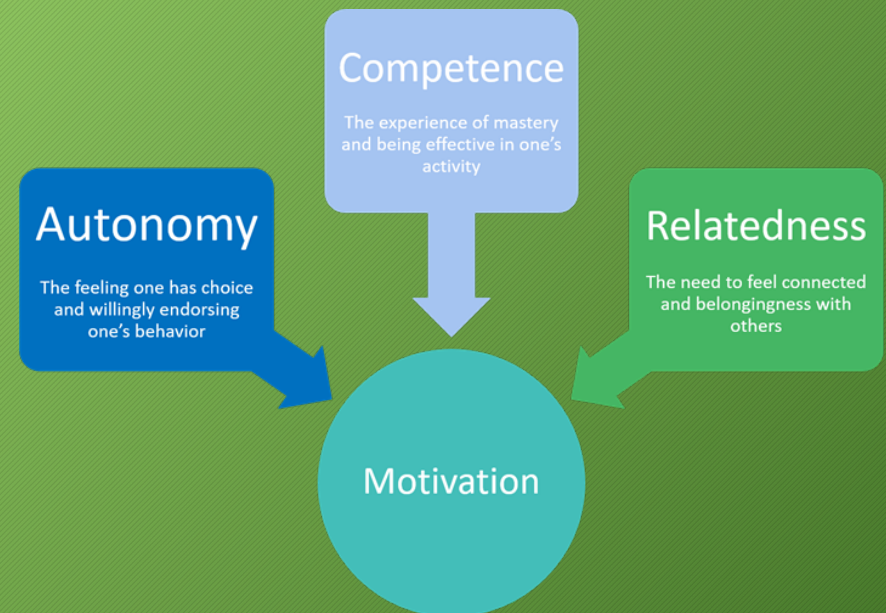 Competence
The experience of mastery
and being effective in one’s
activity
Autonomy
The feeling one has choice
and willingly endorsing
one’s behavior
Relatedness
The need to feel connected
and belongingness with
others
Motivation